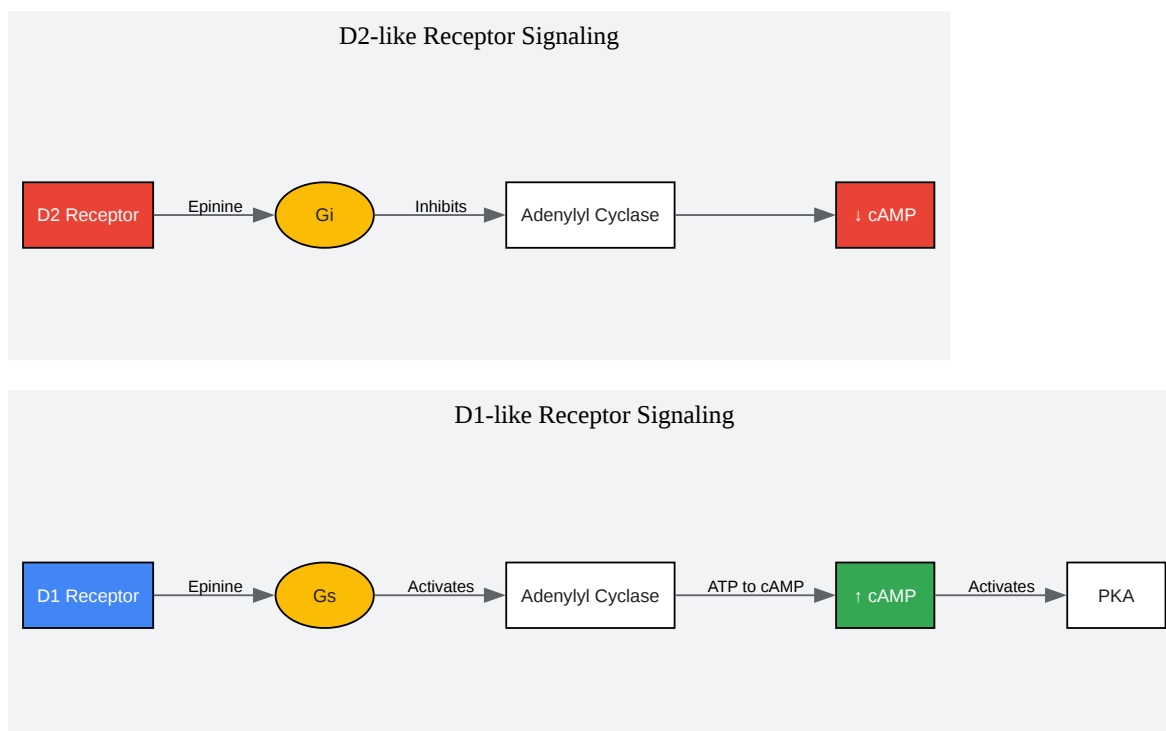 D2-like Receptor Signaling
D2 Receptor
Epinine
Gi
Inhibits
Adenylyl Cyclase
↓ cAMP
D1-like Receptor Signaling
D1 Receptor
Epinine
Gs
Activates
Adenylyl Cyclase
ATP to cAMP
↑ cAMP
Activates
PKA